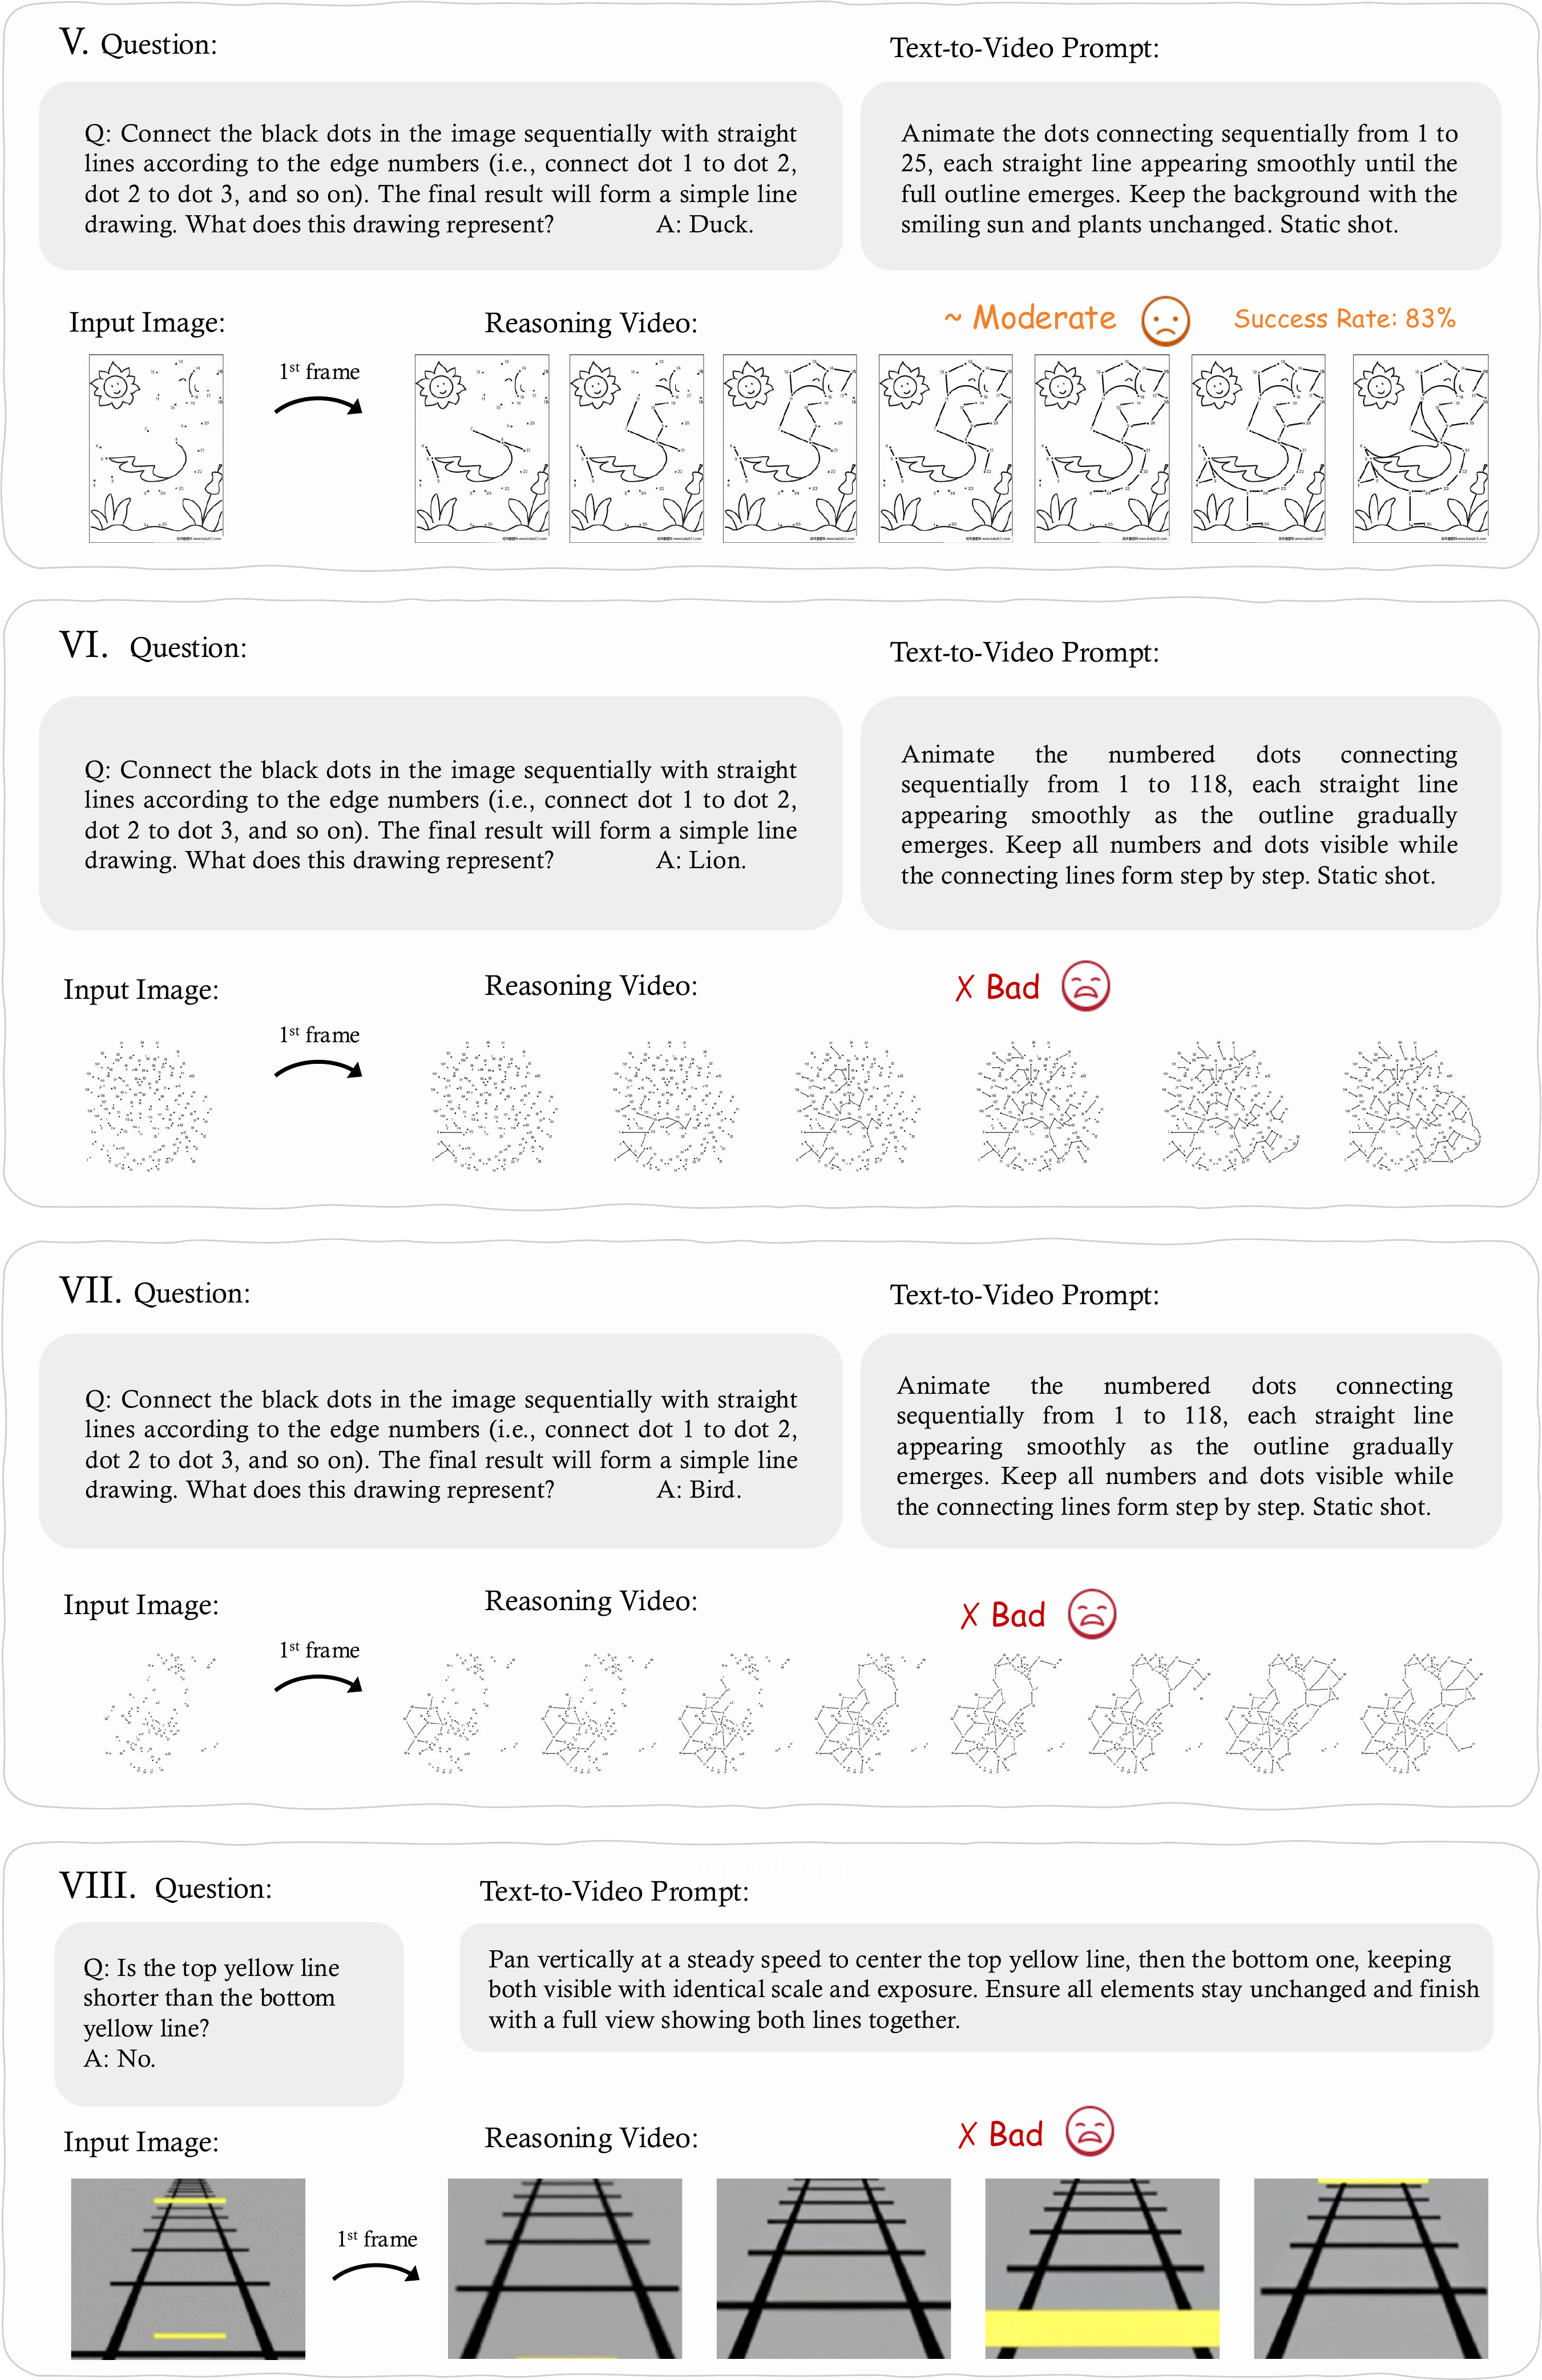 V. Question:
Text-to-Video Prompt:
Q: Connect the black dots in the image sequentially with straight
lines according to the edge numbers (i.e., connect dot 1 to dot 2,
dot 2 to dot 3, and so on). The final result will form a simple line
drawing. What does this drawing represent? A: Duck.
Animate the dots connecting sequentially from 1 to
25, each straight line appearing smoothly until the
full outline emerges. Keep the background with the
smiling sun and plants unchanged. Static shot.
Input Image:
1st frame
Reasoning Video:
~ Moderate
Success Rate: 83%
VI. Question:
Text-to-Video Prompt:
Q: Connect the black dots in the image sequentially with straight
lines according to the edge numbers (i.e., connect dot 1 to dot 2,
dot 2 to dot 3, and so on). The final result will form a simple line
drawing. What does this drawing represent? A: Lion.
Animate the numbered dots connecting
sequentially from 1 to 118, each straight line
appearing smoothly as the outline gradually
emerges. Keep all numbers and dots visible while
the connecting lines form step by step. Static shot.
Input Image:
1st frame
Reasoning Video:
✗ Bad
VII. Question:
Text-to-Video Prompt:
Q: Connect the black dots in the image sequentially with straight
lines according to the edge numbers (i.e., connect dot 1 to dot 2,
dot 2 to dot 3, and so on). The final result will form a simple line
drawing. What does this drawing represent? A: Bird.
Animate the numbered dots connecting
sequentially from 1 to 118, each straight line
appearing smoothly as the outline gradually
emerges. Keep all numbers and dots visible while
the connecting lines form step by step. Static shot.
Input Image:
1st frame
Reasoning Video:
✗ Bad
VIII. Question:
Text-to-Video Prompt:
Q: Is the top yellow line
shorter than the bottom
yellow line?
A: No.
Pan vertically at a steady speed to center the top yellow line, then the bottom one, keeping
both visible with identical scale and exposure. Ensure all elements stay unchanged and finish
with a full view showing both lines together.
Input Image:
1st frame
Reasoning Video:
✗ Bad